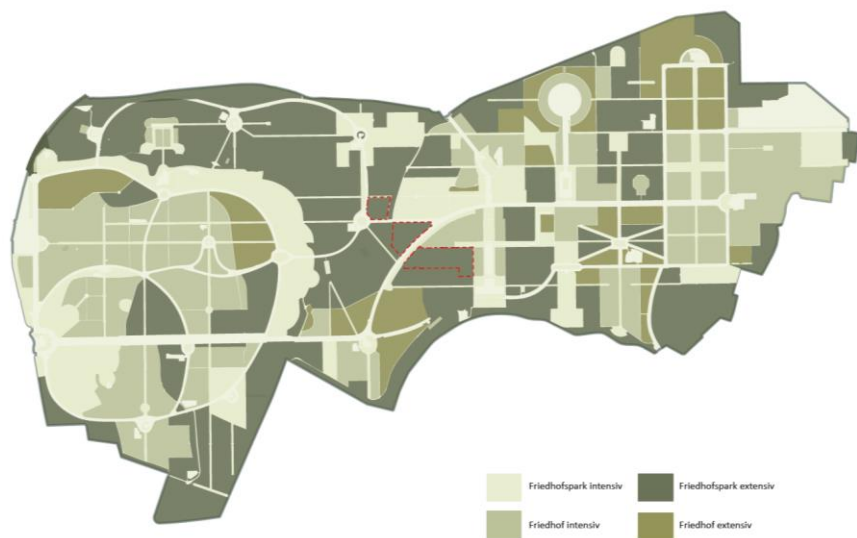 Friedhofspark intensiv
Friedhofspark extensiv
Friedhof intensiv
Friedhof extensiv